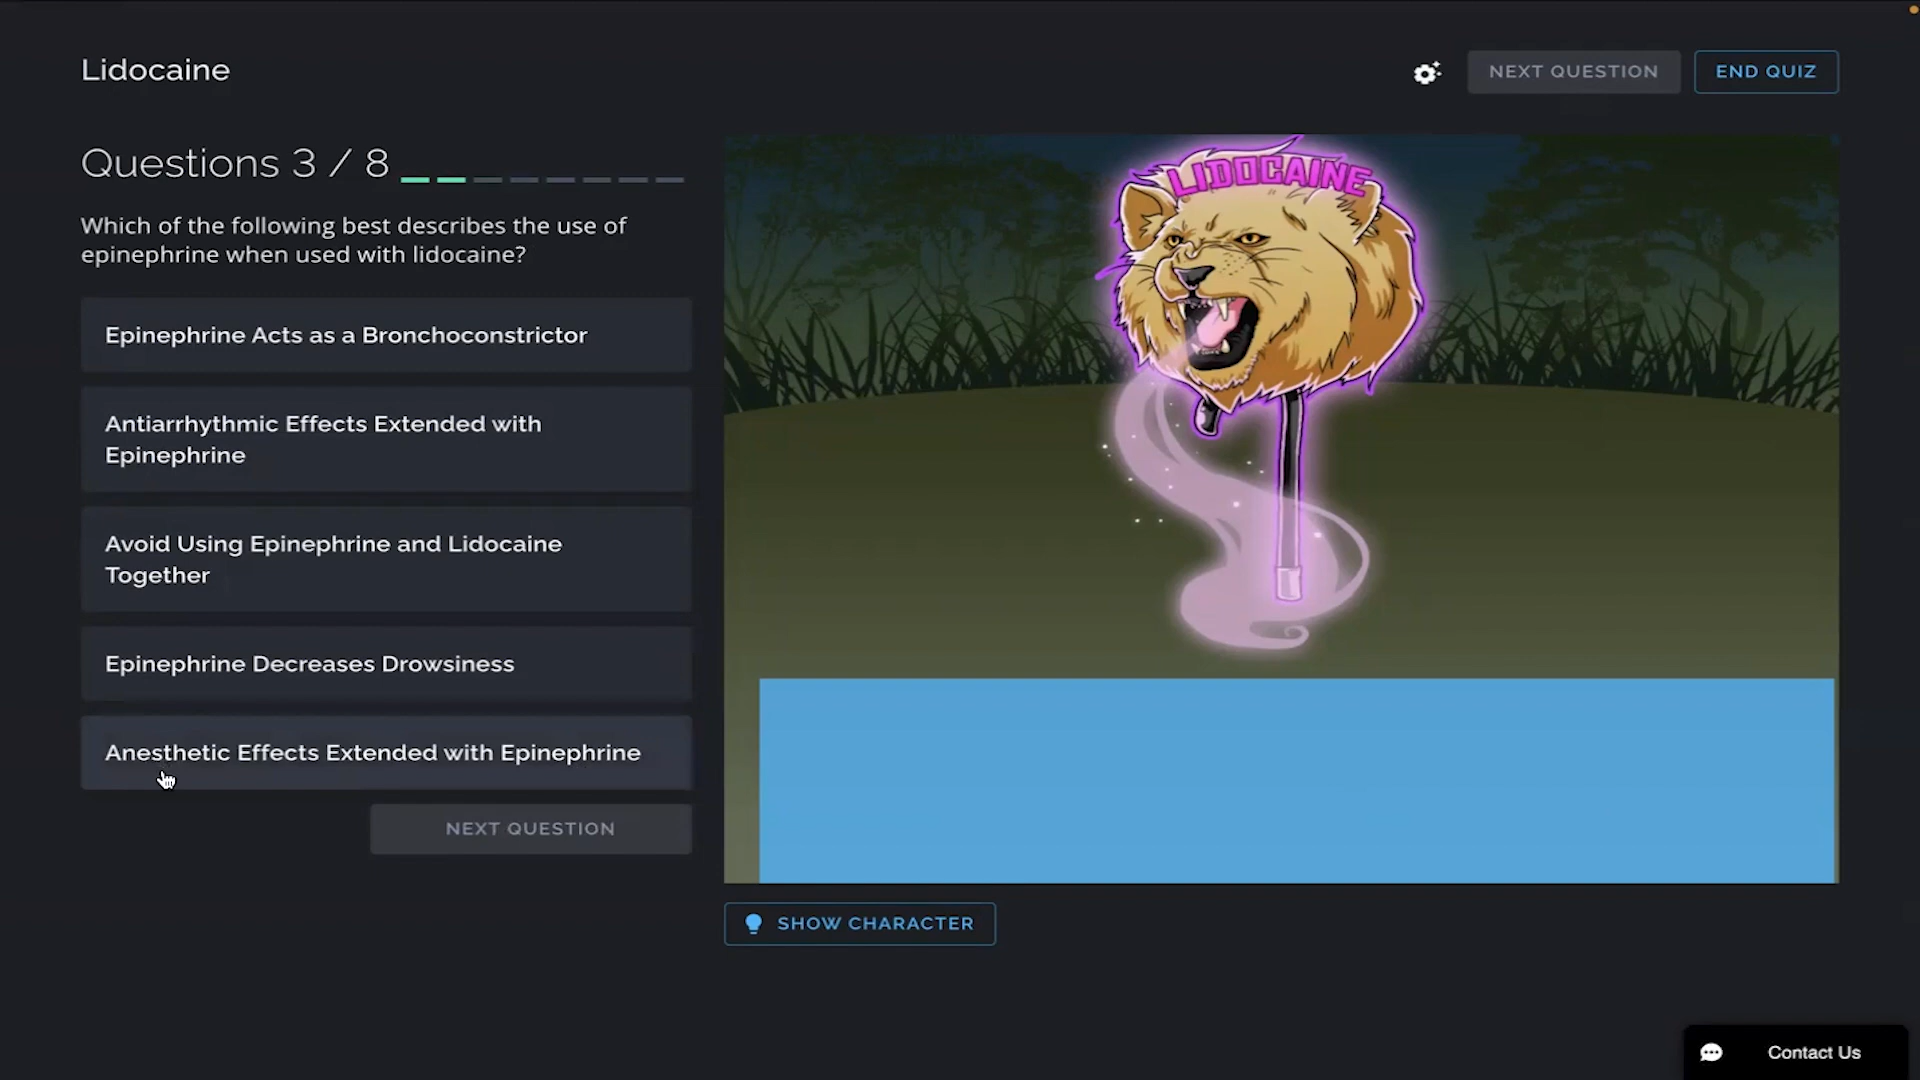 Lidocaine
NEXT QUESTION
END QUIZ
Questions 3 / 8
Which of the following best describes the use of
epinephrine when used with lidocaine?
Epinephrine Acts as a Bronchoconstrictor
Antiarrhythmic Effects Extended with
Epinephrine
Avoid Using Epinephrine and Lidocaine
Together
Epinephrine Decreases Drowsiness
Anesthetic Effects Extended with Epinephrine
NEXT QUESTION
LIDOCAINE
SHOW CHARACTER
Contact Us